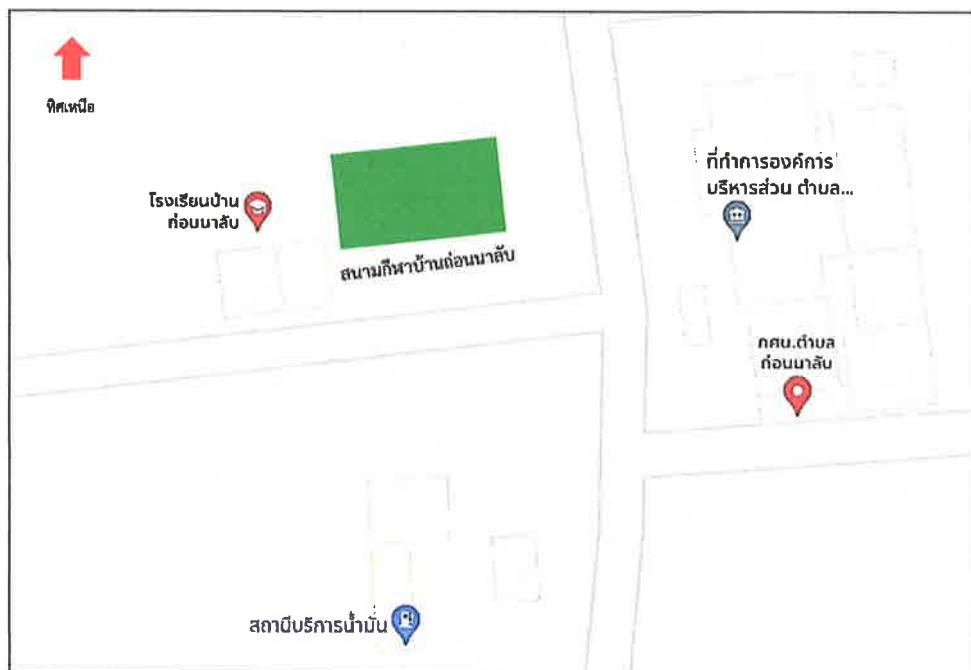 ทิศเหนือ
โรงเรียนบ้าน
ถ่อนนาลับ
สนามกีฬาบ้านถ่อนนาลับ
ที่ทำการองค์การ
บริหารส่วน ตำบล...
กศน.ตำบล
ถ่อนนาลับ
สถานีบริการน้ำมัน